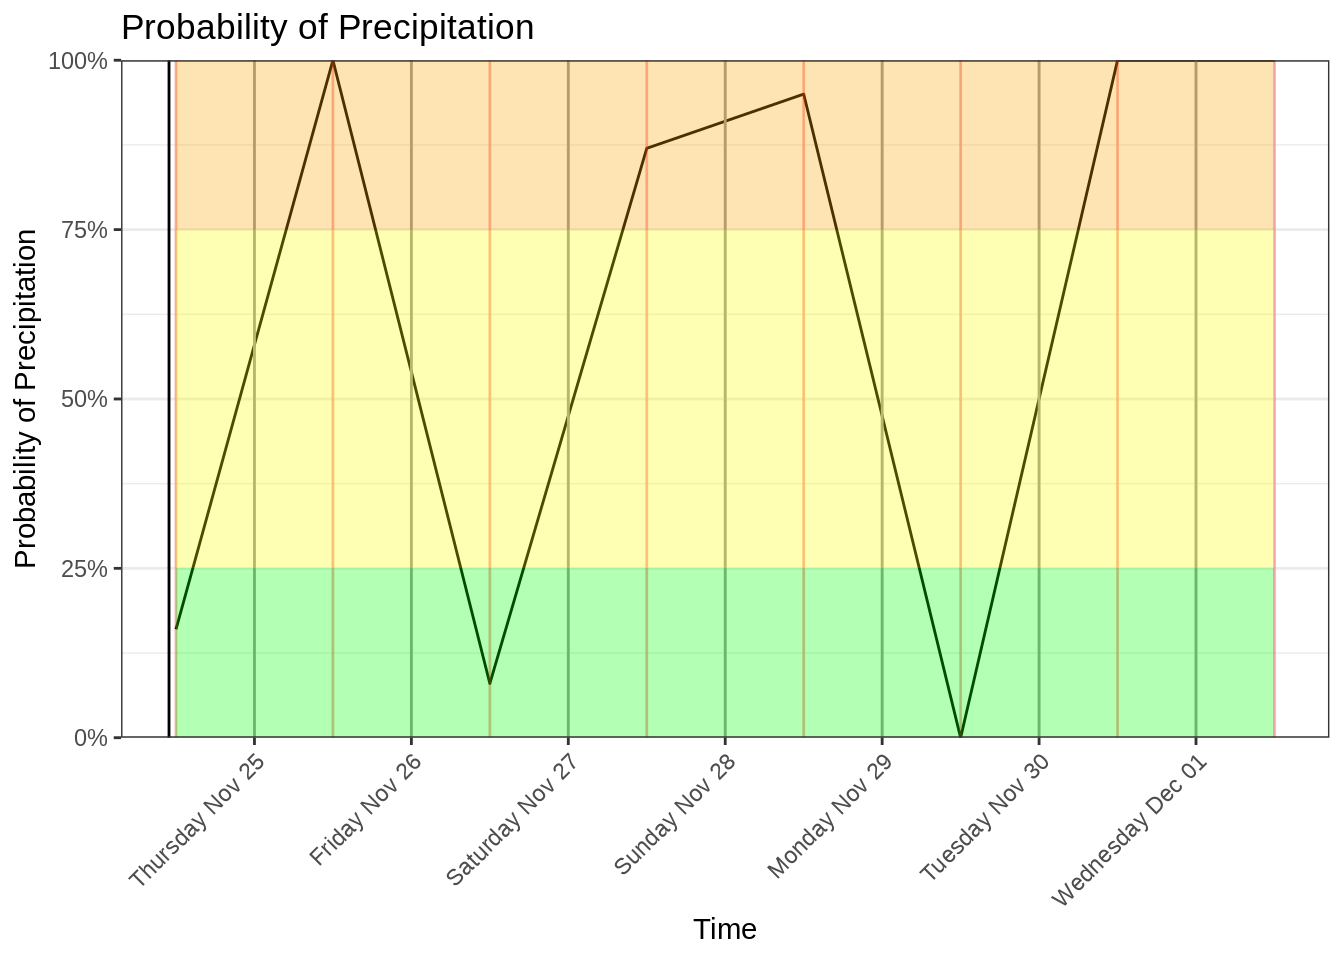 Probability of Precipitation
Probability of Precipitation
100%
75%
50%
25%
0%
Thursday Nov 25
Friday Nov 26
Saturday Nov 27
Sunday Nov 28
Monday Nov 29
Tuesday Nov 30
Wednesday Dec 01
Time